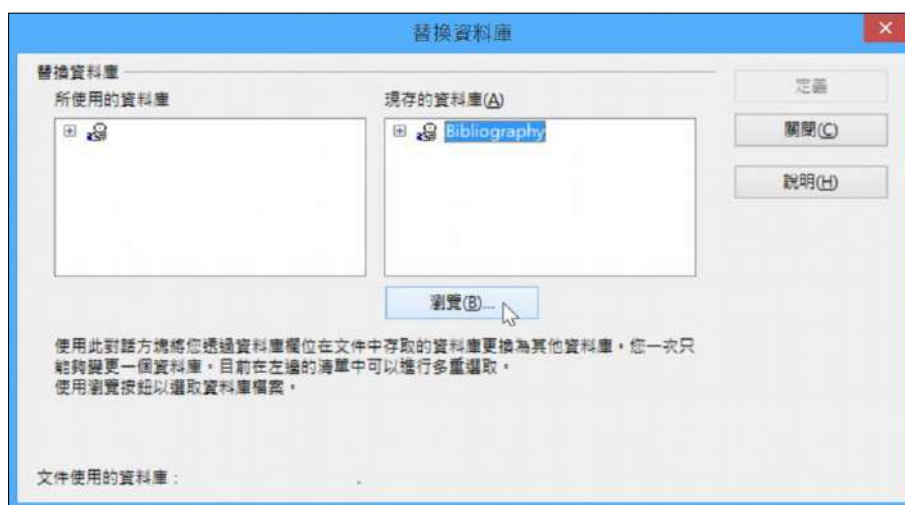 替換資料庫
替換資料庫
所使用的資料庫
現存的資料庫(A)
定義
Bibliography
關閉(C)
說明(H)
瀏覽(B)...
使用此對話方塊將您透過資料庫欄位在文件中存取的資料庫更換為其他資料庫。您一次只
能夠變更一個資料庫。目前在左邊的清單中可以進行多重選取。
使用瀏覽按鈕以選取資料庫檔案。
文件使用的資料庫：